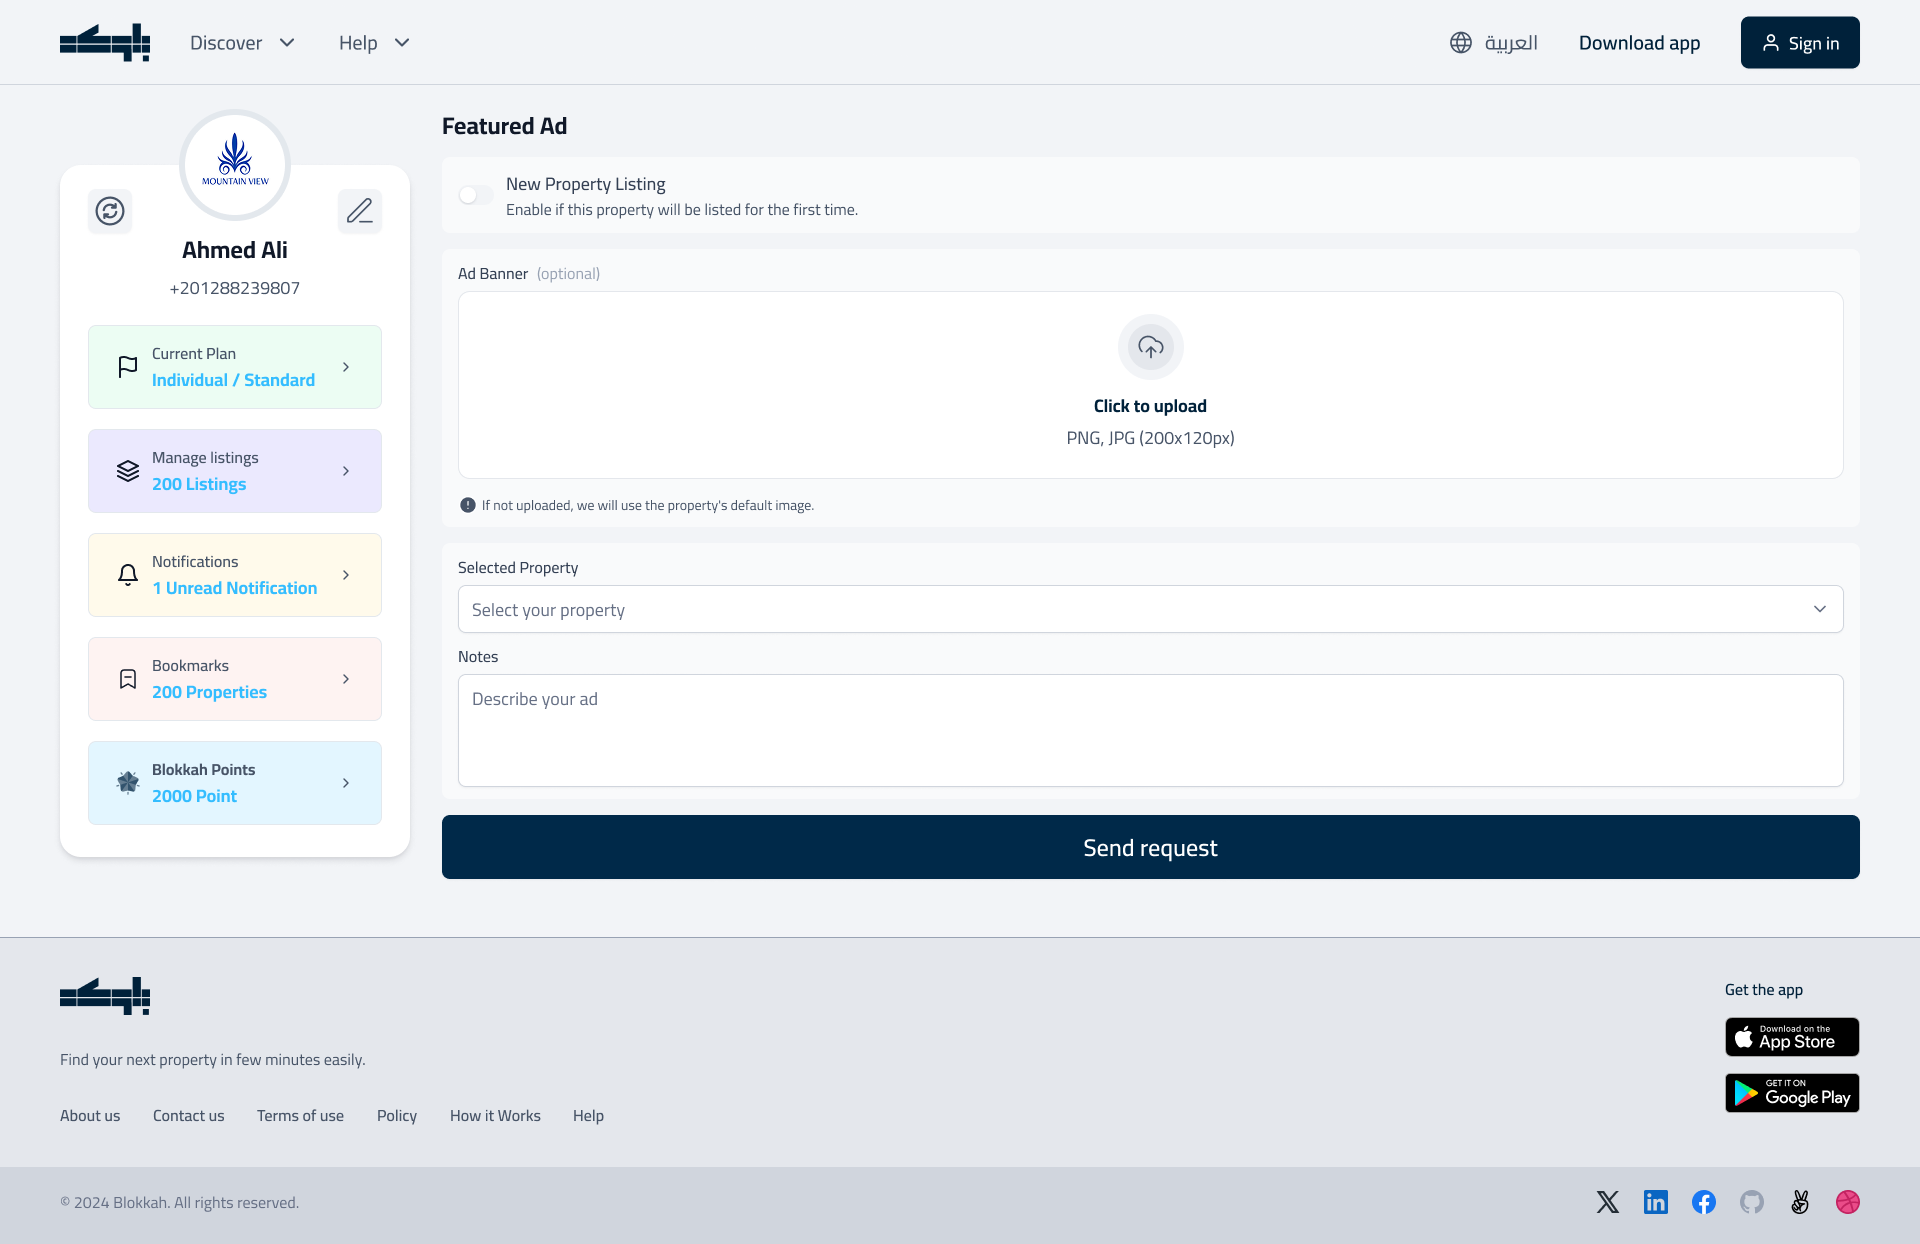 بلوكه
Discover
Help
العربية
Download app
Sign in
MOUNTAIN VIEW
Ahmed Ali
+201288239807
Current Plan
Individual / Standard
Manage listings
200 Listings
Notifications
1 Unread Notification
Bookmarks
200 Properties
Blokkah Points
2000 Point
Featured Ad
New Property Listing
Enable if this property will be listed for the first time.
Ad Banner (optional)
Click to upload
PNG, JPG (200x120px)
If not uploaded, we will use the property's default image.
Selected Property
Select your property
Notes
Describe your ad
Send request
بلوكه
Find your next property in few minutes easily.
About us
Contact us
Terms of use
Policy
How it Works
Help
Get the app
Download on the
App Store
GET IT ON
Google Play
© 2024 Blokkah. All rights reserved.